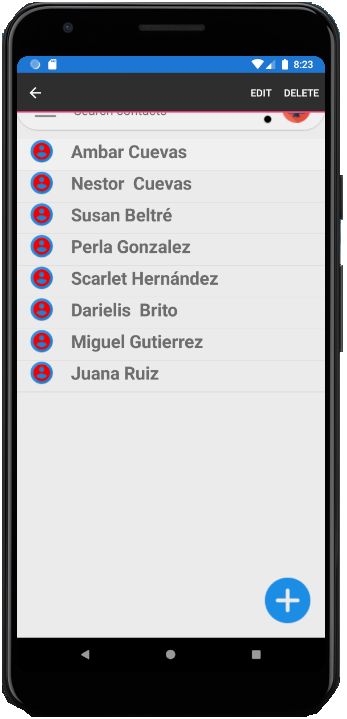 8:23
EDIT DELETE
Search contacts
Ambar Cuevas
Nestor Cuevas
Susan Beltré
Perla Gonzalez
Scarlet Hernández
Darielis Brito
Miguel Gutierrez
Juana Ruiz